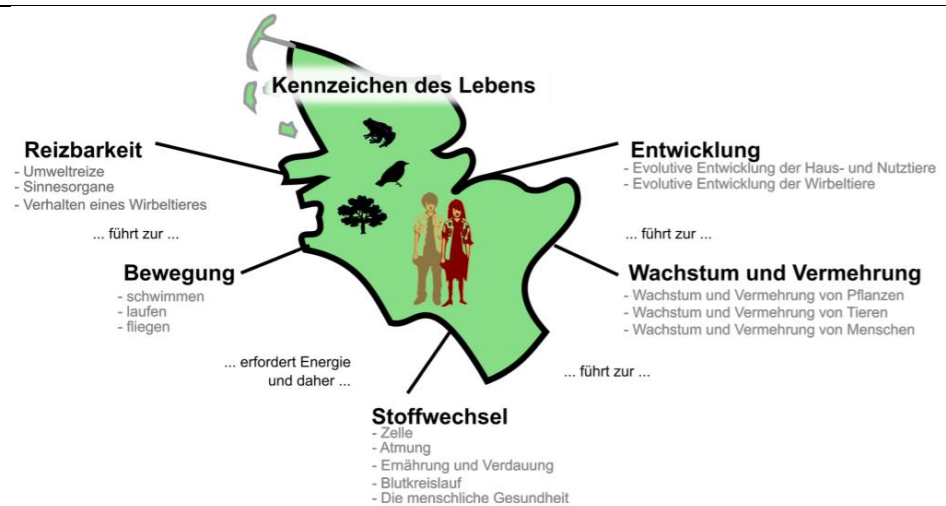 Kennzeichen des Lebens
Reizbarkeit
- Umweltreize
- Sinnesorgane
- Verhalten eines Wirbeltieres
... führt zur ...
Bewegung
- schwimmen
- laufen
- fliegen
... erfordert Energie
und daher ...
Stoffwechsel
- Zelle
- Atmung
- Ernährung und Verdauung
- Blutkreislauf
- Die menschliche Gesundheit
... führt zur ...
Wachstum und Vermehrung
- Wachstum und Vermehrung von Pflanzen
- Wachstum und Vermehrung von Tieren
- Wachstum und Vermehrung von Menschen
... führt zur ...
Entwicklung
- Evolutive Entwicklung der Haus- und Nutztiere
- Evolutive Entwicklung der Wirbeltiere